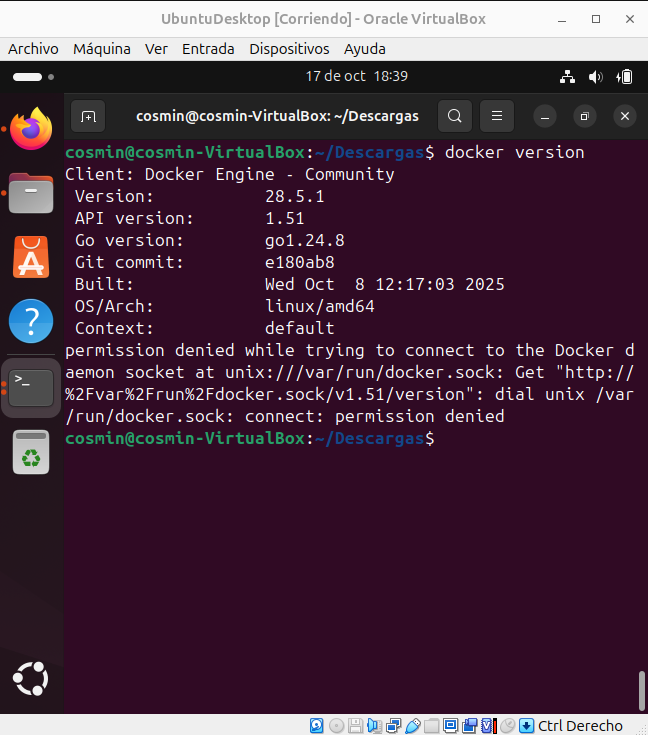 UbuntuDesktop [Corriendo] - Oracle VirtualBox
Archivo Máquina Ver Entrada Dispositivos Ayuda
17 de oct 18:39
cosmin@cosmin-VirtualBox: ~/Descargas
cosmin@cosmin-VirtualBox:~/Descargas$ docker version
Client: Docker Engine - Community
 Version:           28.5.1
 API version:       1.51
 Go version:        go1.24.8
 Git commit:        e180ab8
 Built:             Wed Oct  8 12:17:03 2025
 OS/Arch:           linux/amd64
 Context:           default
permission denied while trying to connect to the Docker d
aemon socket at unix:///var/run/docker.sock: Get "http://
%2Fvar%2Frun%2Fdocker.sock/v1.51/version": dial unix /var
/run/docker.sock: connect: permission denied
cosmin@cosmin-VirtualBox:~/Descargas$
Ctrl Derecho